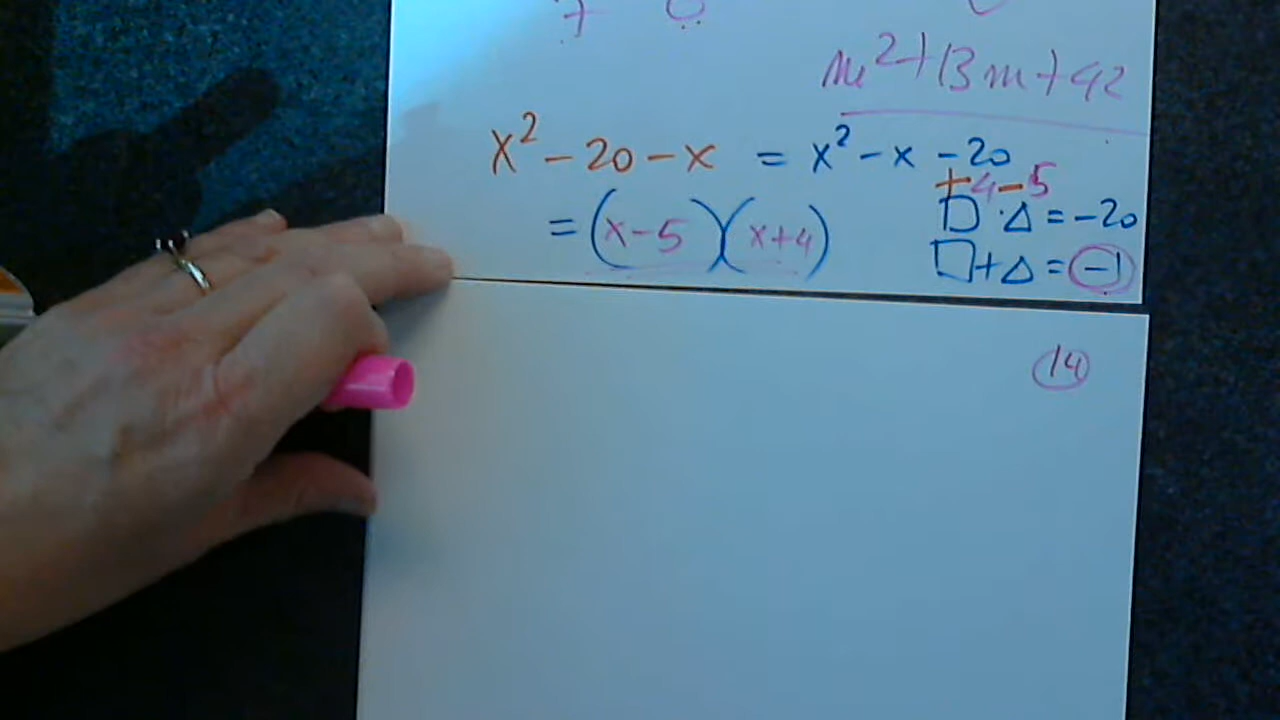 m²+13m+42
x² - 20 - x = x² - x - 20
+4 -5
□ · △ = -20
= (x-5)(x+4)
□ + △ = -1
14